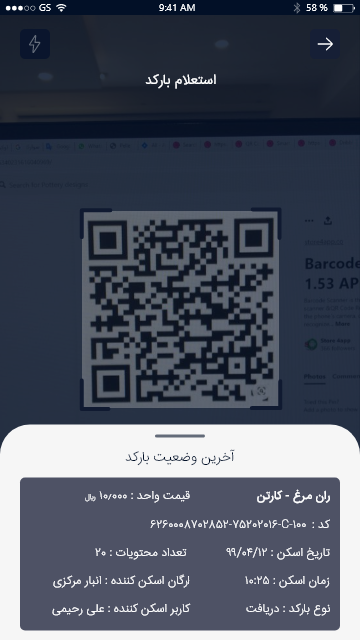 GS 9:41 AM 58 %
استعلام بارکد
Barcode
1.53 AP
آخرین وضعیت بارکد
ران مرغ - کارتن قیمت واحد : ۱۰٫۰۰۰ ریال
کد : ۶۲۶۰۰۰۸۷۰۲۸۵۲-۷۵۲۰۲۰۱۶-C-۱۰۰
تاریخ اسکن : ۹۹/۰۴/۱۲ تعداد محتویات : ۲۰
زمان اسکن : ۱۰:۲۵ ارگان اسکن کننده : انبار مرکزی
نوع بارکد : دریافت کاربر اسکن کننده : علی رحیمی